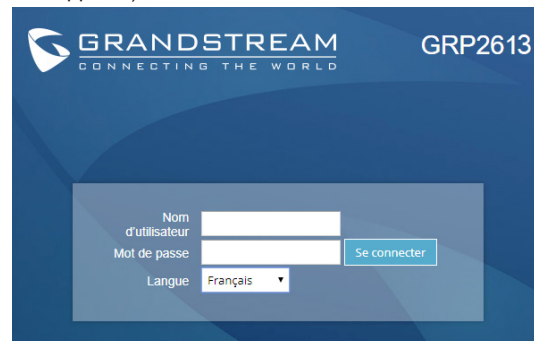 GRANDSTREAM
CONNECTING THE WORLD
GRP2613
Nom
d'utilisateur
Mot de passe
Se connecter
Langue
Français